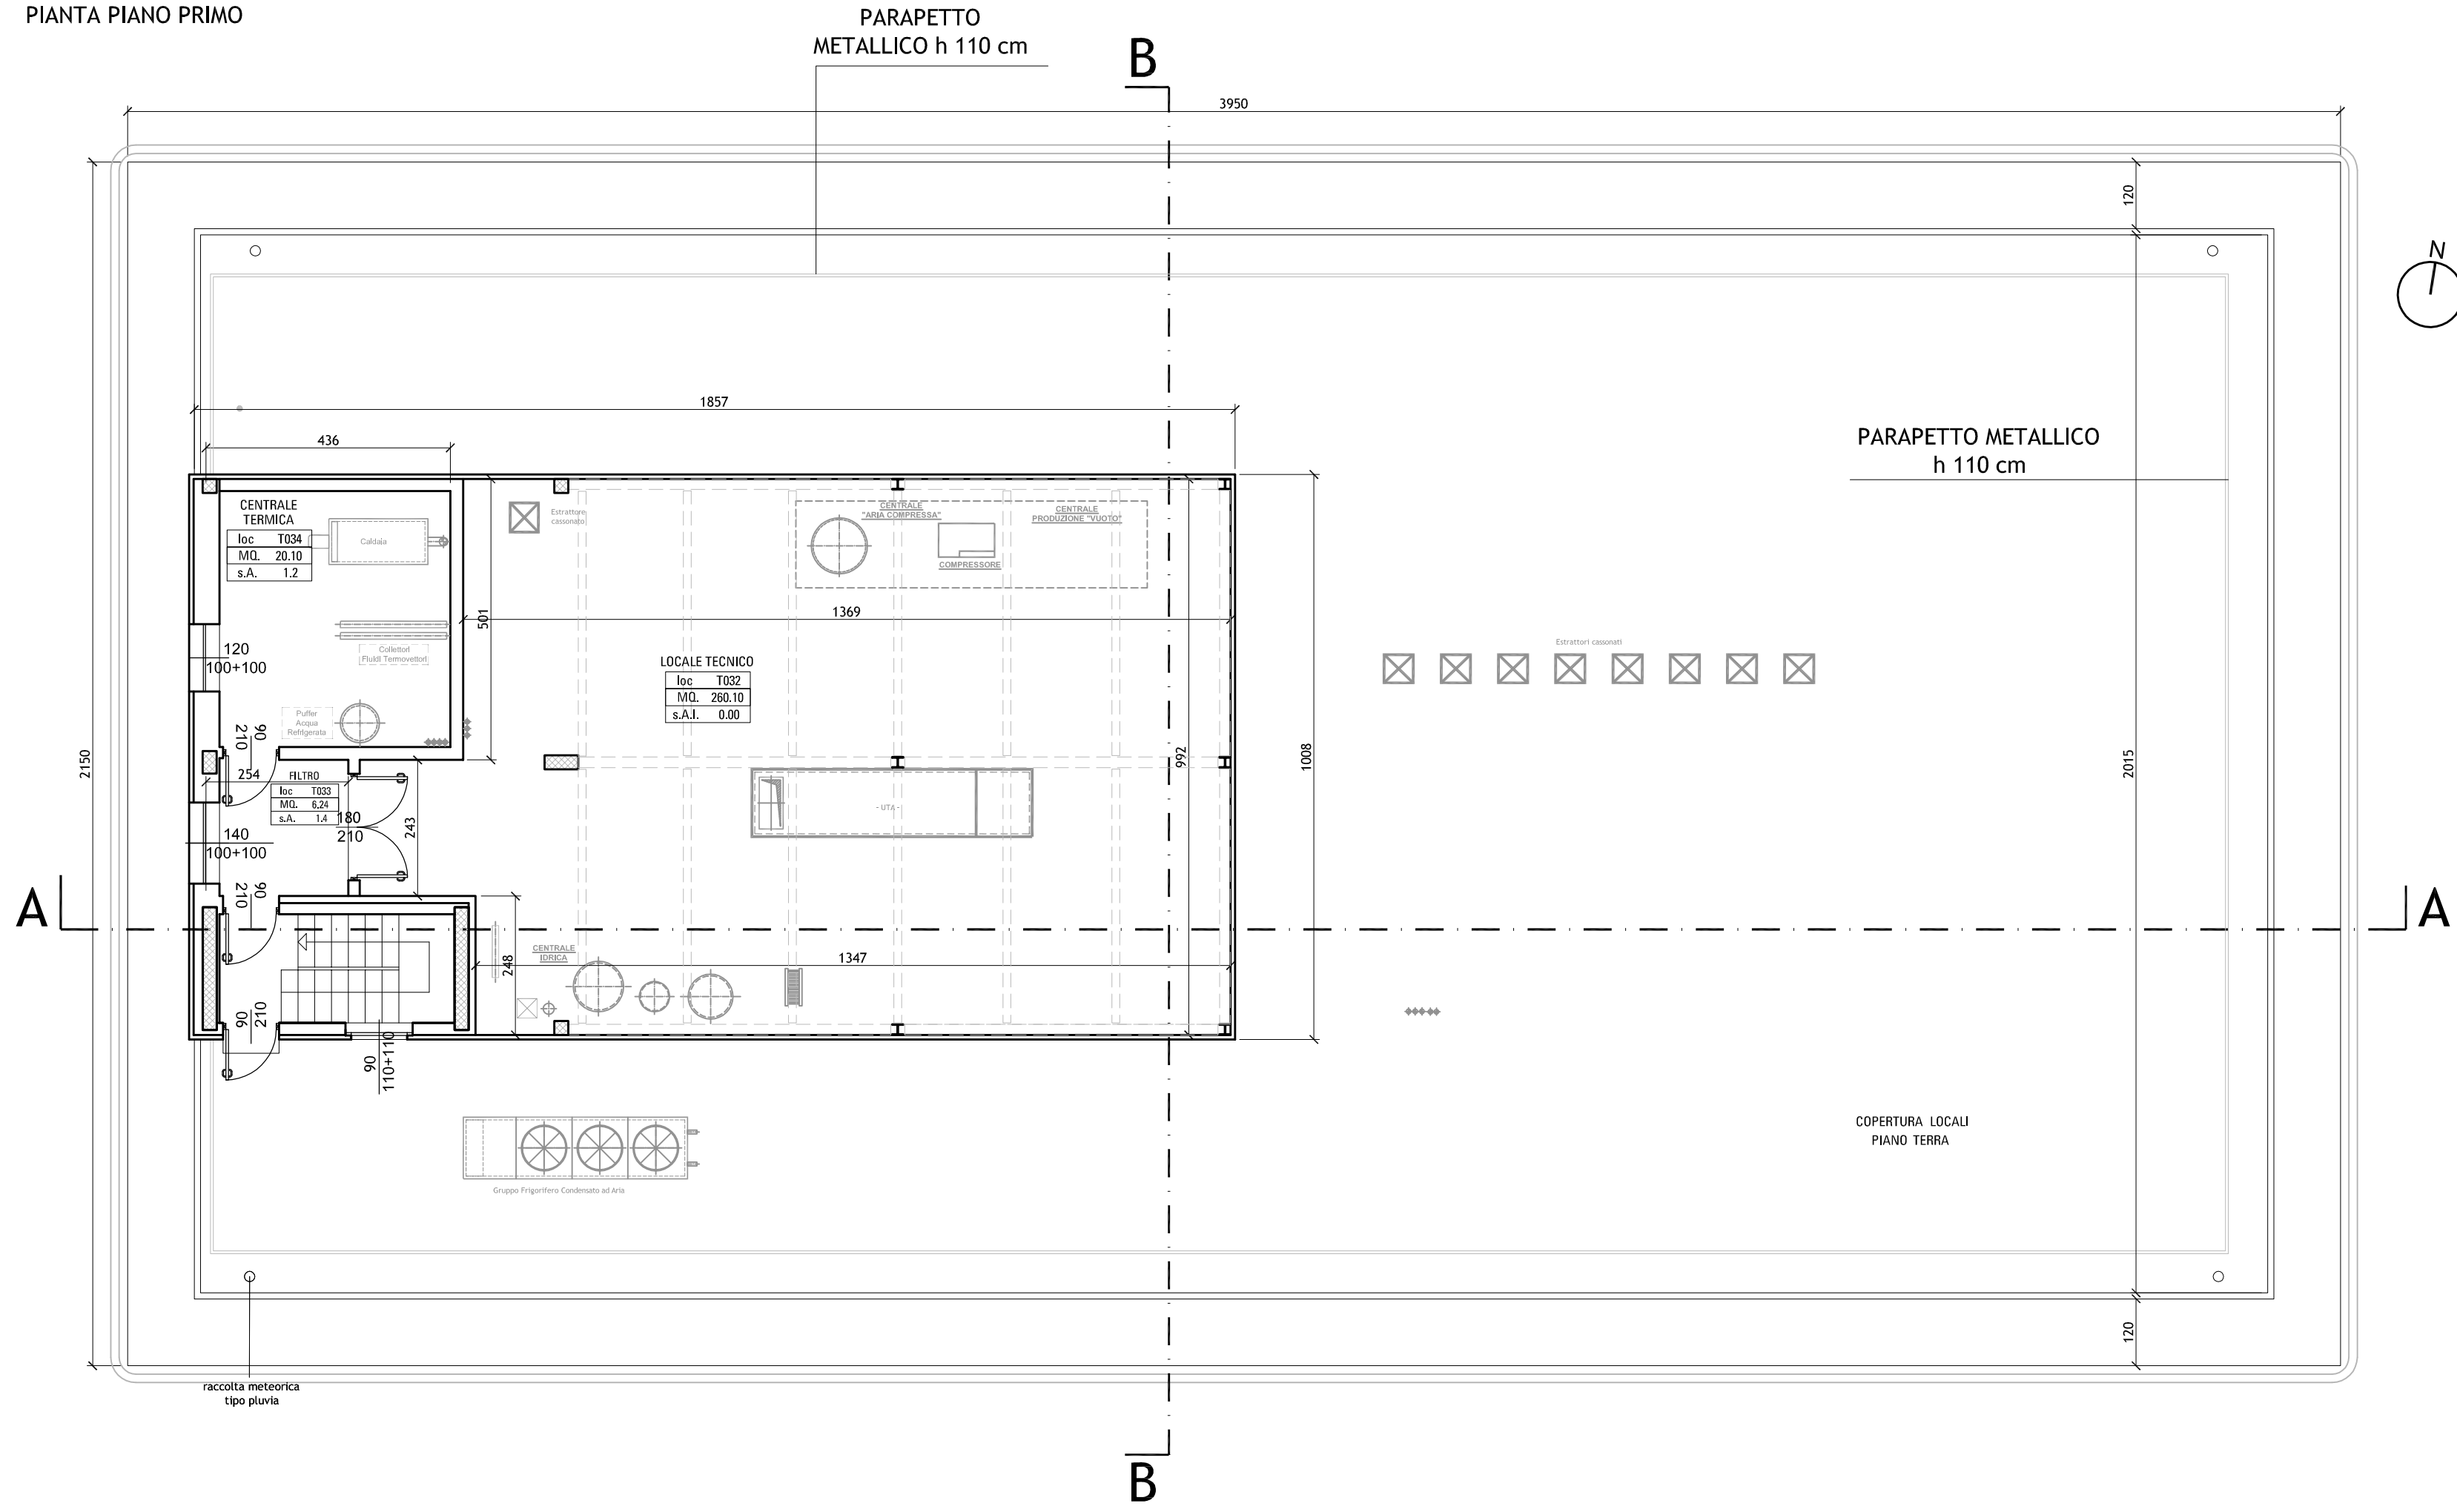 PIANTA PIANO PRIMO
PARAPETTO
METALLICO h 110 cm
B
3950
120
N
1857
436
PARAPETTO METALLICO
h 110 cm
CENTRALE
TERMICA
loc T034
MQ. 20.10
s.A. 1.2
Caldaia
Estrattore
cassonato
CENTRALE
"ARIA COMPRESSA"
CENTRALE
PRODUZIONE "VUOTO"
COMPRESSORE
501
1369
120
100+100
Collettori
Fluidi Termovettori
LOCALE TECNICO
loc T032
MQ. 260.10
s.A.I. 0.00
Estrattori cassonati
Puffer
Acqua
Refrigerata
90
210
2150
992
1008
2015
254
FILTRO
loc T033
MQ. 6,24
s.A. 1.4
180
210
243
- UTA -
140
100+100
90
210
A
A
CENTRALE
IDRICA
248
1347
90
210
90
110+110
COPERTURA LOCALI
PIANO TERRA
Gruppo Frigorifero Condensato ad Aria
120
raccolta meteorica
tipo pluvia
B